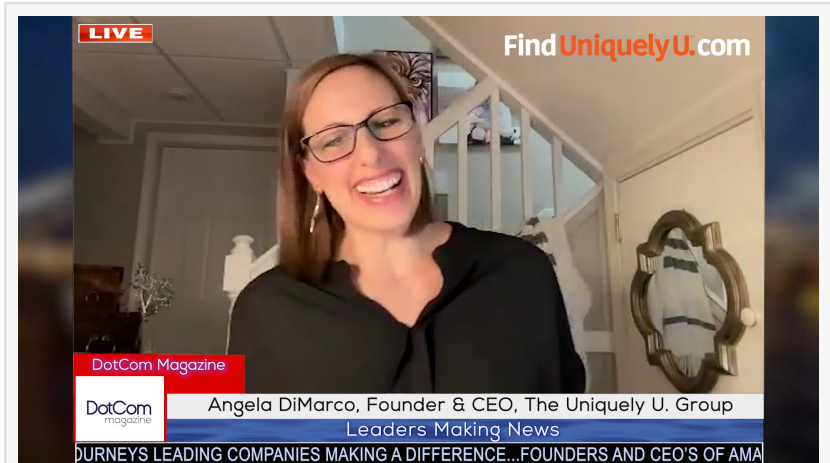 LIVE
FindUniquelyU.™com
DotCom Magazine
DotCom
magazine
Angela DiMarco, Founder & CEO, The Uniquely U. Group
Leaders Making News
OURNEYS LEADING COMPANIES MAKING A DIFFERENCE...FOUNDERS AND CEO'S OF AMA